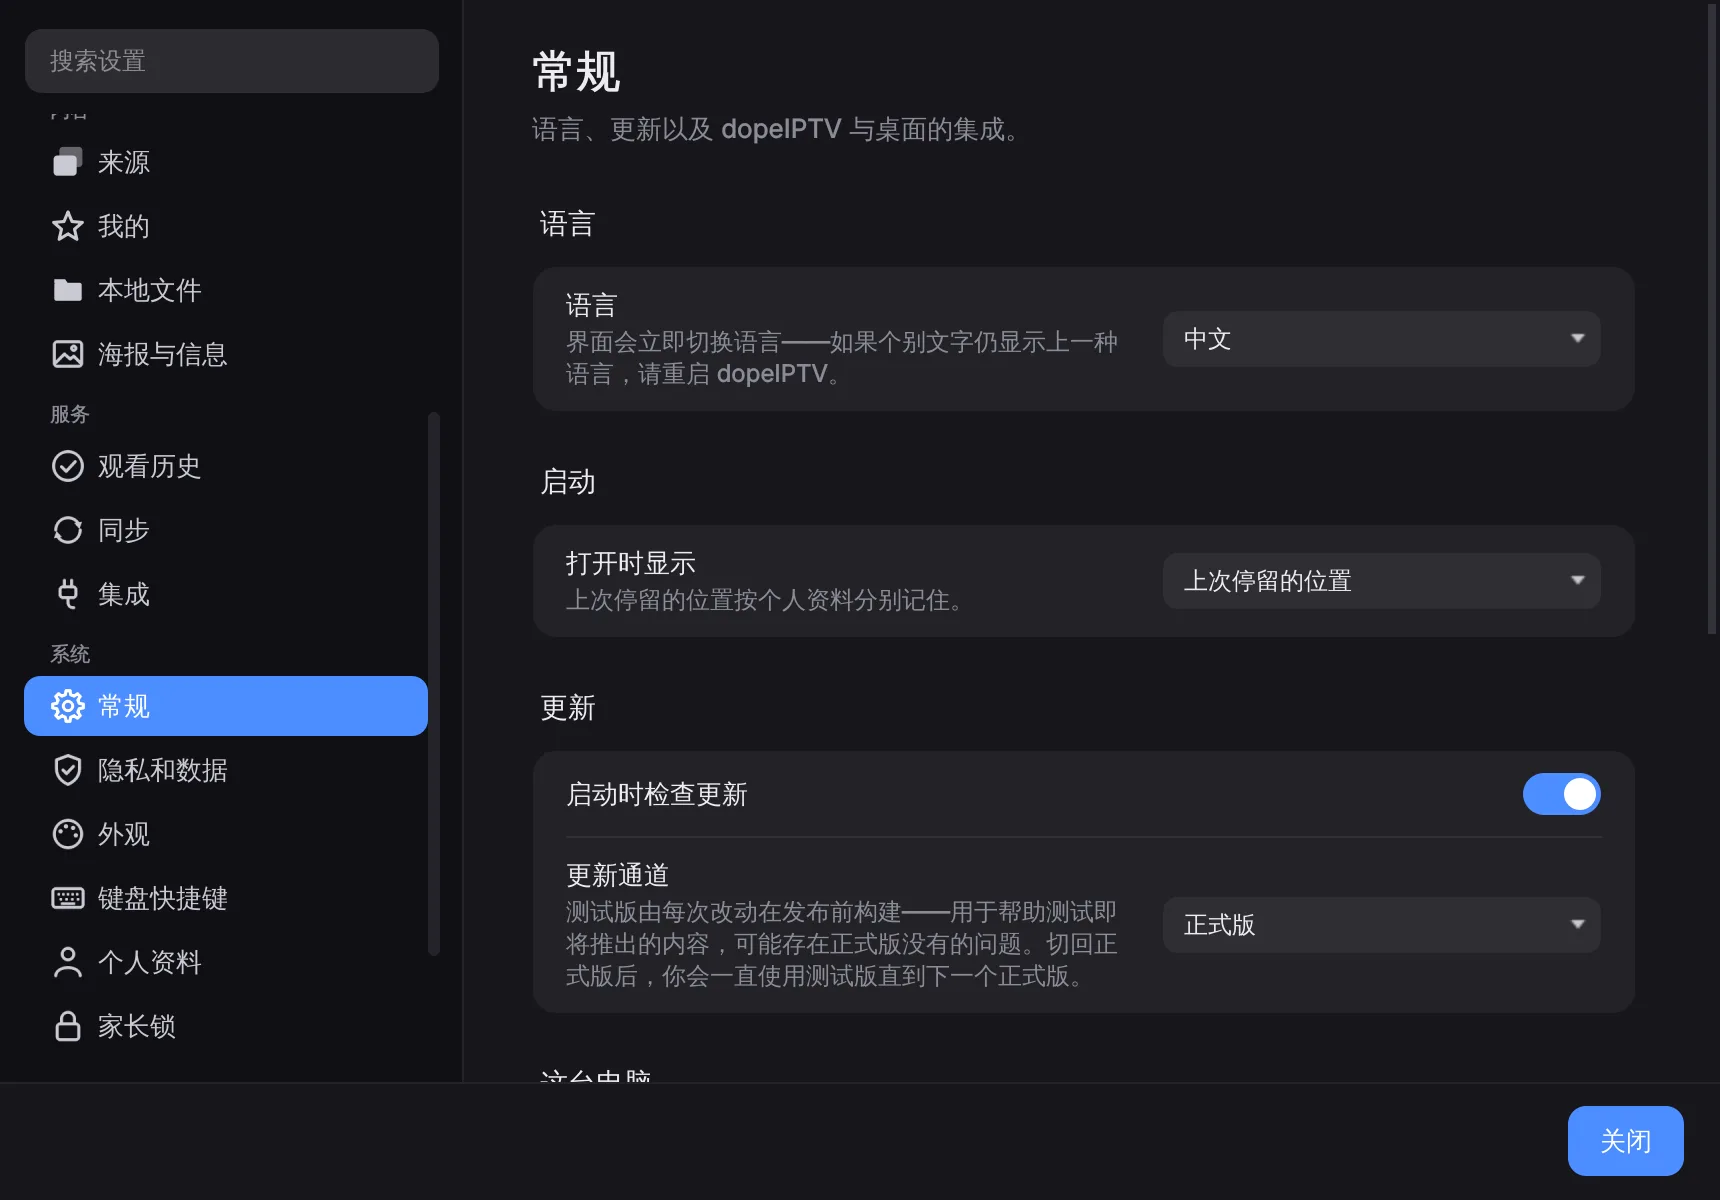 搜索设置
来源
我的
本地文件
海报与信息
服务
观看历史
同步
集成
系统
常规
隐私和数据
外观
键盘快捷键
个人资料
家长锁
常规
语言、更新以及 dopeIPTV 与桌面的集成。
语言
语言
界面会立即切换语言——如果个别文字仍显示上一种
语言，请重启 dopeIPTV。
中文
启动
打开时显示
上次停留的位置按个人资料分别记住。
上次停留的位置
更新
启动时检查更新
更新通道
测试版由每次改动在发布前构建——用于帮助测试即
将推出的内容，可能存在正式版没有的问题。切回正
式版后，你会一直使用测试版直到下一个正式版。
正式版
这台电脑
关闭